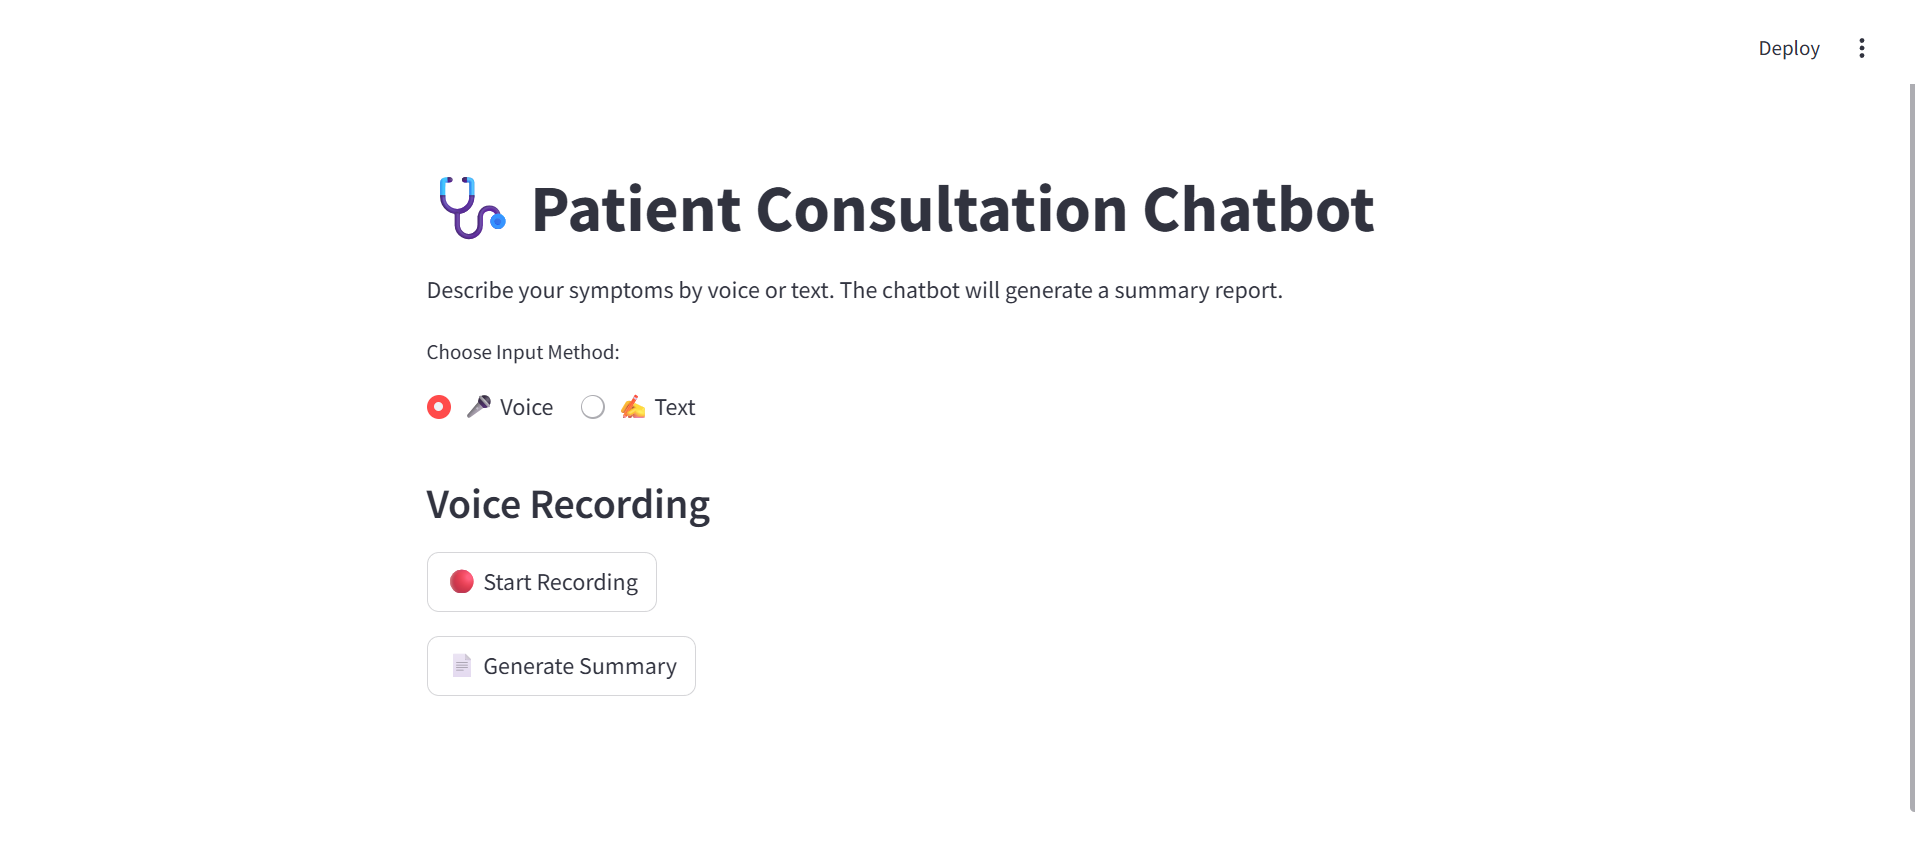 Deploy
Patient Consultation Chatbot
Describe your symptoms by voice or text. The chatbot will generate a summary report.
Choose Input Method:
Voice Text
Voice Recording
Start Recording
Generate Summary